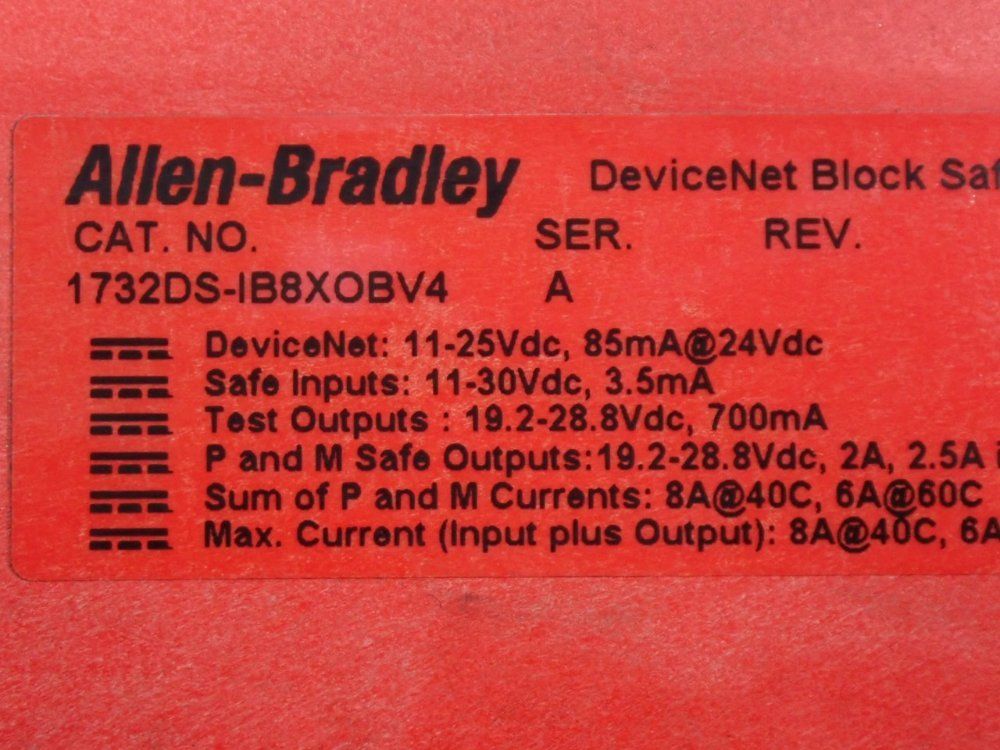 Allen-Bradley DeviceNet Block
CAT. NO. SER. REV.
1732DS-IB8XOBV4 A
DeviceNet: 11-25Vdc, 85mA@24Vdc
Safe Inputs: 11-30Vdc, 3.5mA
Test Outputs : 19.2-28.8Vdc, 700mA
P and M Safe Outputs:19.2-28.8Vdc, 2A, 2.5A
Sum of P and M Currents: 8A@40C, 6A@60C
Max. Current (Input plus Output): 8A@40C, 6A